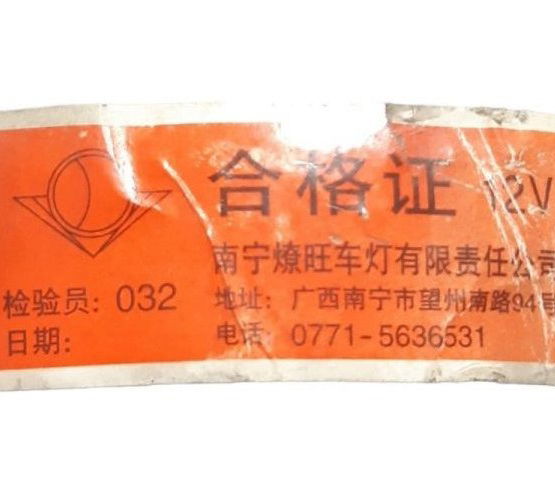 合格证 12V
南宁燎旺车灯有限责任公司
检验员: 032 地址: 广西南宁市望州南路94号
日期: 电话: 0771-5636531